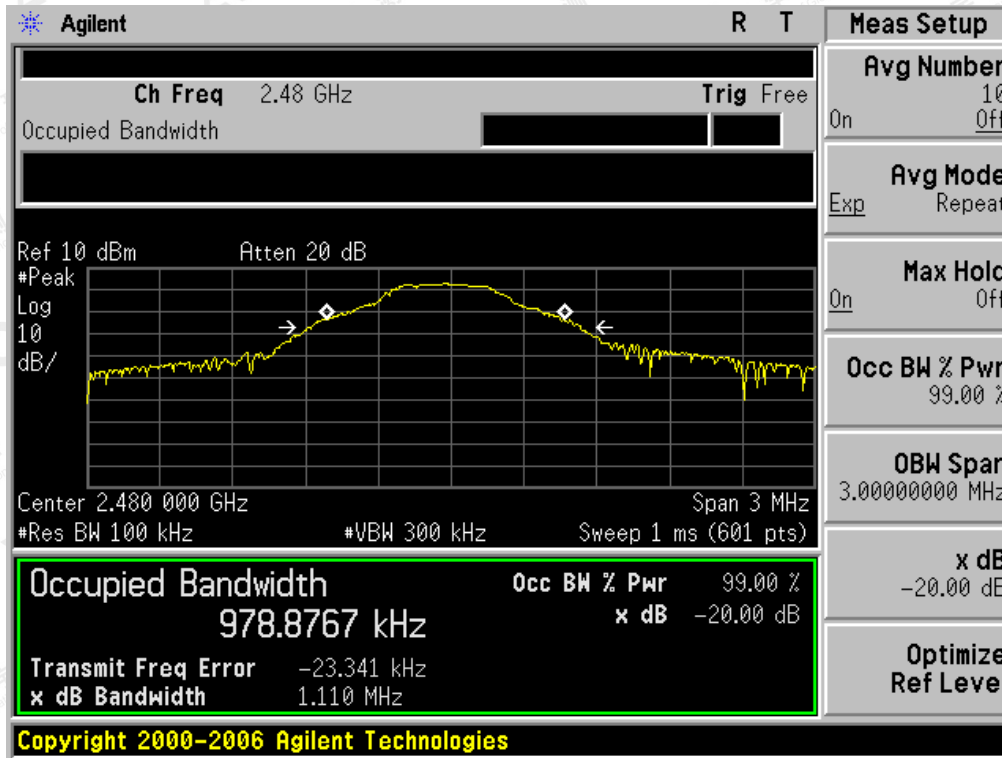 Agilent R T
Ch Freq 2.48 GHz Trig Free
Occupied Bandwidth
Ref 10 dBm Atten 20 dB
#Peak
Log
10
dB/
Center 2.480 000 GHz Span 3 MHz
#Res BW 100 kHz #VBW 300 kHz Sweep 1 ms (601 pts)
Occupied Bandwidth
978.8767 kHz
Occ BW % Pwr 99.00 %
x dB -20.00 dB
Transmit Freq Error -23.341 kHz
x dB Bandwidth 1.110 MHz
Copyright 2000-2006 Agilent Technologies
Meas Setup
Avg Number
10
On Off
Avg Mode
Exp Repeat
Max Hold
On Off
Occ BW % Pwr
99.00 %
OBW Span
3.00000000 MHz
x dB
-20.00 dB
Optimize
Ref Level